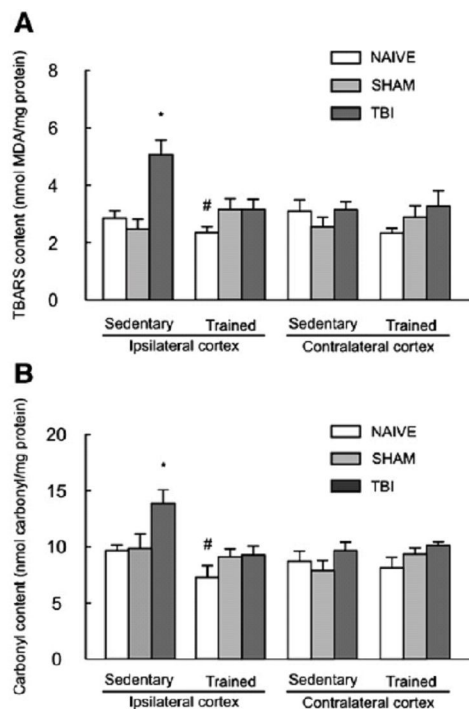 A
TBARS content (nmol MDA/mg protein)
8
6
4
2
0
NAIVE
SHAM
TBI
*
#
Sedentary Trained Sedentary Trained
Ipsilateral cortex Contralateral cortex
B
Carbonyl content (nmol carbonyl/mg protein)
20
15
10
5
0
NAIVE
SHAM
TBI
*
#
Sedentary Trained Sedentary Trained
Ipsilateral cortex Contralateral cortex